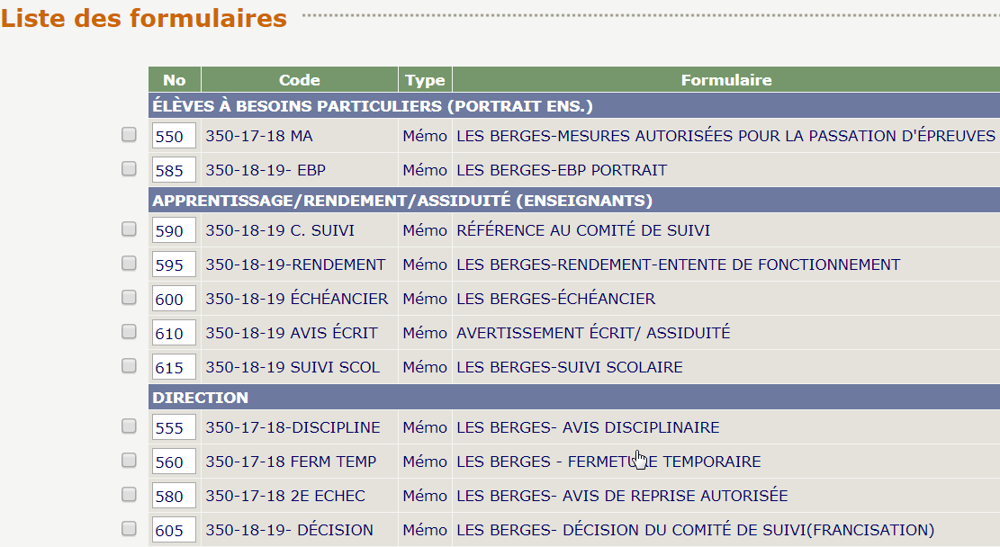 Liste des formulaires
No Code Type Formulaire
ÉLÈVES À BESOINS PARTICULIERS (PORTRAIT ENS.)
550 350-17-18 MA Mémo LES BERGES-MESURES AUTORISÉES POUR LA PASSATION D'ÉPREUVES
585 350-18-19- EBP Mémo LES BERGES-EBP PORTRAIT
APPRENTISSAGE/RENDEMENT/ASSIDUITÉ (ENSEIGNANTS)
590 350-18-19 C. SUIVI Mémo RÉFÉRENCE AU COMITÉ DE SUIVI
595 350-18-19-RENDEMENT Mémo LES BERGES-RENDEMENT-ENTENTE DE FONCTIONNEMENT
600 350-18-19 ÉCHÉANCIER Mémo LES BERGES-ÉCHÉANCIER
610 350-18-19 AVIS ÉCRIT Mémo AVERTISSEMENT ÉCRIT/ ASSIDUITÉ
615 350-18-19 SUIVI SCOL Mémo LES BERGES-SUIVI SCOLAIRE
DIRECTION
555 350-17-18-DISCIPLINE Mémo LES BERGES- AVIS DISCIPLINAIRE
560 350-17-18 FERM TEMP Mémo LES BERGES - FERMETURE TEMPORAIRE
580 350-17-18 2E ECHEC Mémo LES BERGES- AVIS DE REPRISE AUTORISÉE
605 350-18-19- DÉCISION Mémo LES BERGES- DÉCISION DU COMITÉ DE SUIVI(FRANCISATION)